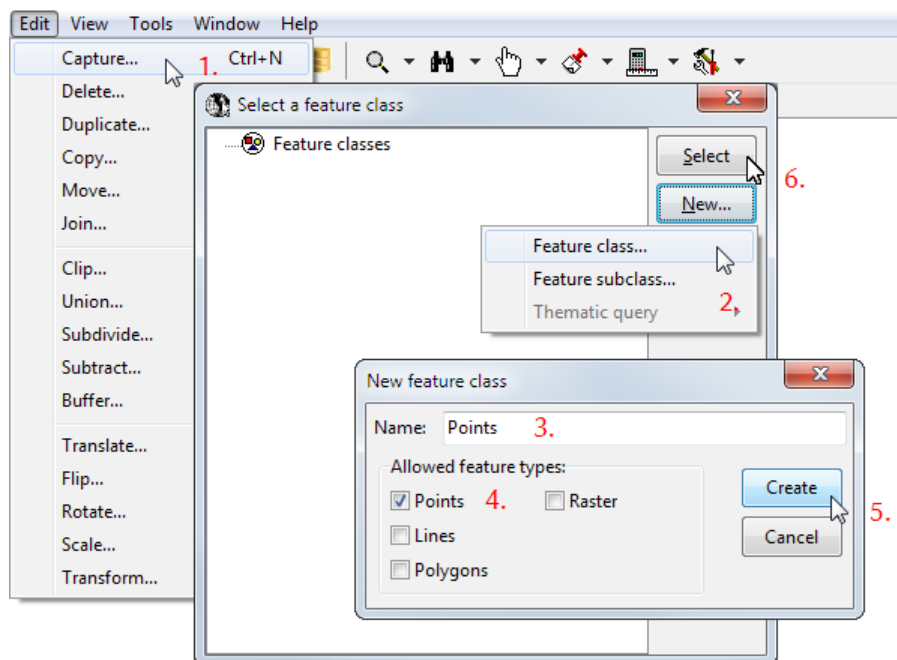 Edit View Tools Window Help
Capture... 1. Ctrl+N
Delete...
Duplicate...
Copy...
Move...
Join...
Clip...
Union...
Subdivide...
Subtract...
Buffer...
Translate...
Flip...
Rotate...
Scale...
Transform...
Select a feature class
Feature classes
Select
6.
New...
Feature class...
Feature subclass...
2.
Thematic query
New feature class
Name: Points 3.
Allowed feature types:
Points 4. Raster
Lines
Polygons
Create
5.
Cancel